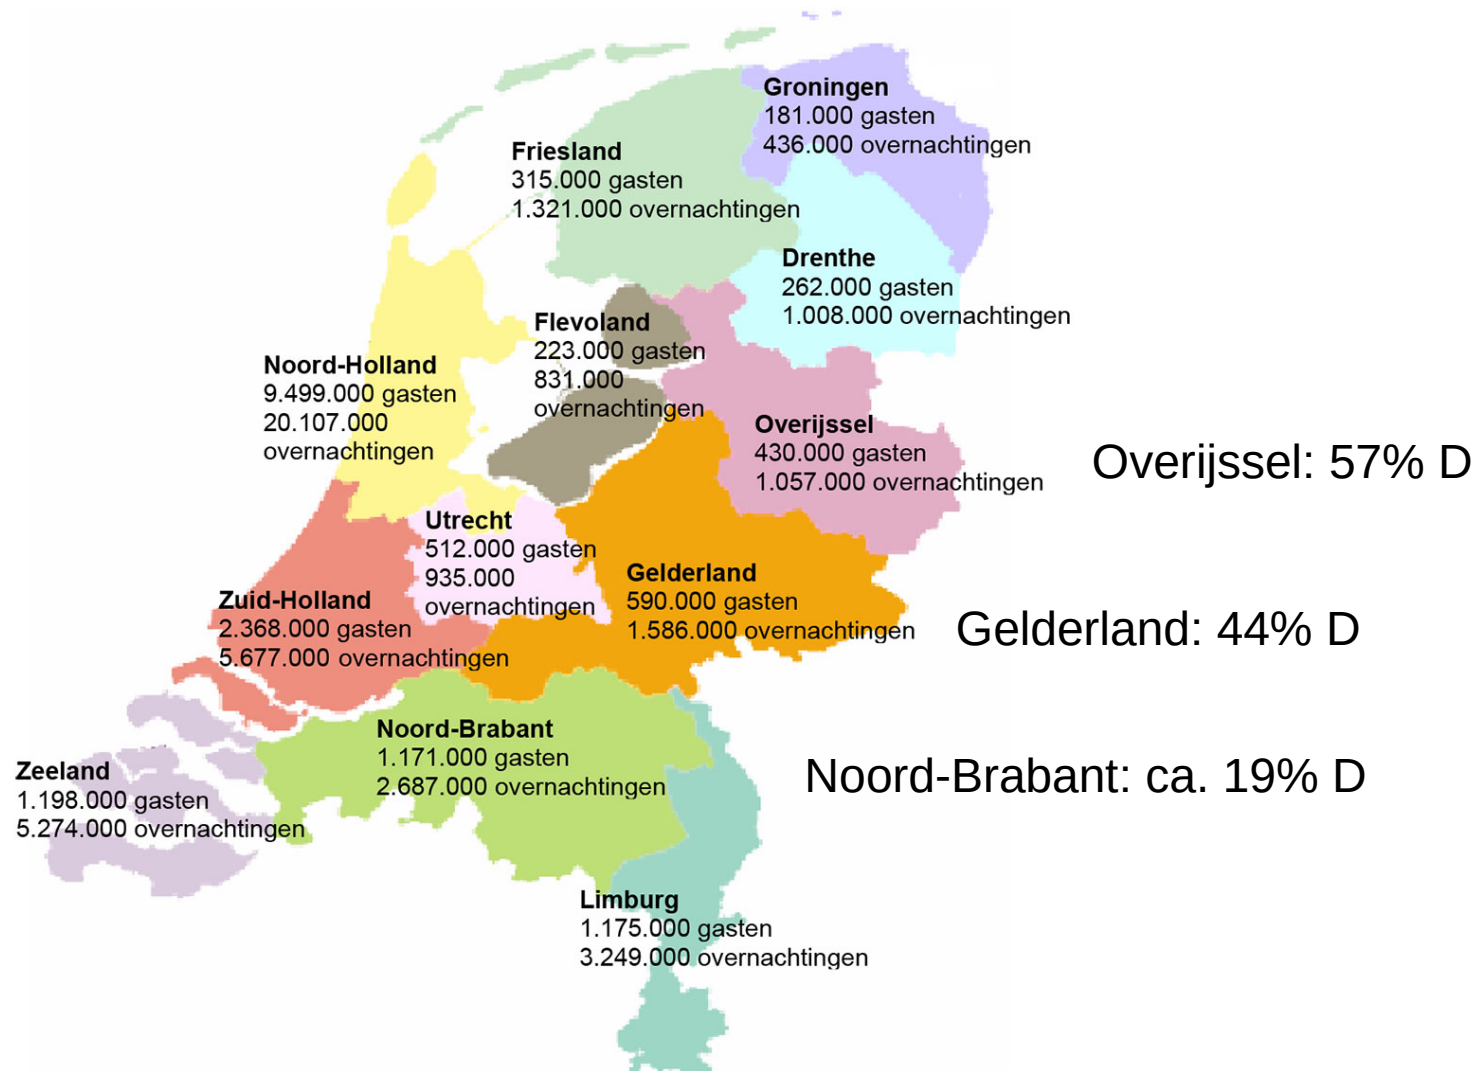 Groningen
181.000 gasten
436.000 overnachtingen
Friesland
315.000 gasten
1.321.000 overnachtingen
Drenthe
262.000 gasten
1.008.000 overnachtingen
Flevoland
223.000 gasten
831.000
overnachtingen
Noord-Holland
9.499.000 gasten
20.107.000
overnachtingen
Overijssel
430.000 gasten
1.057.000 overnachtingen
Overijssel: 57% D
Utrecht
512.000 gasten
935.000
overnachtingen
Gelderland
590.000 gasten
1.586.000 overnachtingen
Gelderland: 44% D
Zuid-Holland
2.368.000 gasten
5.677.000 overnachtingen
Noord-Brabant
1.171.000 gasten
2.687.000 overnachtingen
Noord-Brabant: ca. 19% D
Zeeland
1.198.000 gasten
5.274.000 overnachtingen
Limburg
1.175.000 gasten
3.249.000 overnachtingen